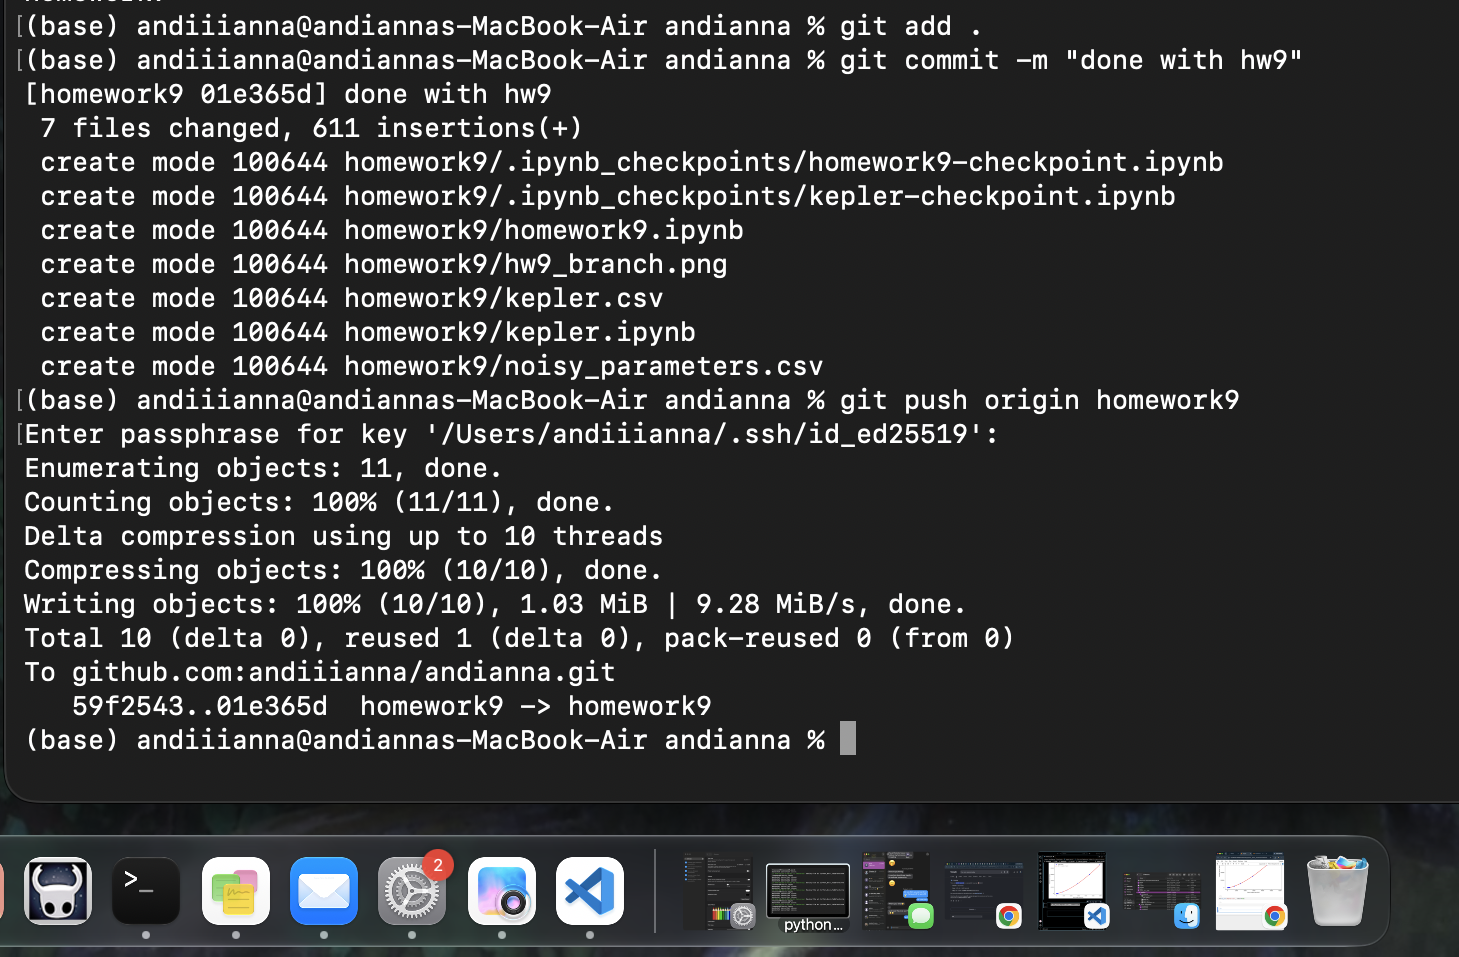 [(base) andiiianna@andiannas-MacBook-Air andianna % git add .
[(base) andiiianna@andiannas-MacBook-Air andianna % git commit -m "done with hw9"
[homework9 01e365d] done with hw9
 7 files changed, 611 insertions(+)
 create mode 100644 homework9/.ipynb_checkpoints/homework9-checkpoint.ipynb
 create mode 100644 homework9/.ipynb_checkpoints/kepler-checkpoint.ipynb
 create mode 100644 homework9/homework9.ipynb
 create mode 100644 homework9/hw9_branch.png
 create mode 100644 homework9/kepler.csv
 create mode 100644 homework9/kepler.ipynb
 create mode 100644 homework9/noisy_parameters.csv
[(base) andiiianna@andiannas-MacBook-Air andianna % git push origin homework9
[Enter passphrase for key '/Users/andiiianna/.ssh/id_ed25519':
Enumerating objects: 11, done.
Counting objects: 100% (11/11), done.
Delta compression using up to 10 threads
Compressing objects: 100% (10/10), done.
Writing objects: 100% (10/10), 1.03 MiB | 9.28 MiB/s, done.
Total 10 (delta 0), reused 1 (delta 0), pack-reused 0 (from 0)
To github.com:andiiianna/andianna.git
   59f2543..01e365d  homework9 -> homework9
(base) andiiianna@andiannas-MacBook-Air andianna %
>_
2
python...